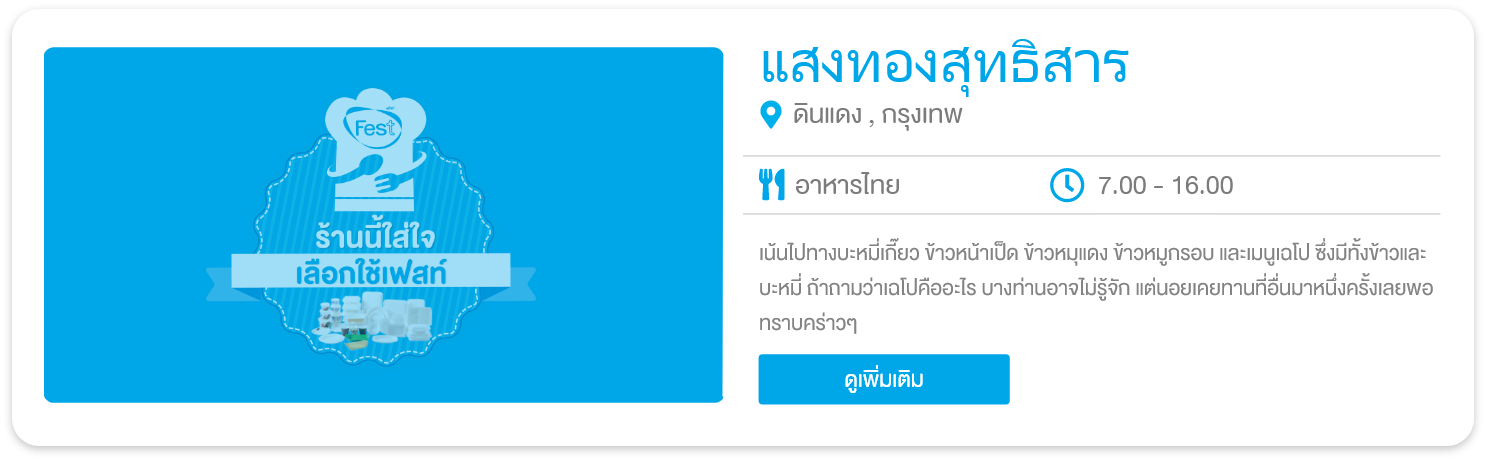 Fest
ร้านนี้ใส่ใจ
เลือกใช้เฟสท์
แสงทองสุทธิสาร
ดินแดง , กรุงเทพ
อาหารไทย
7.00 - 16.00
เน้นไปทางบะหมี่เกี๊ยว ข้าวหน้าเป็ด ข้าวหมุแดง ข้าวหมูกรอบ และเมนูเฉโป ซึ่งมีทั้งข้าวและ
บะหมี่ ถ้าถามว่าเฉโปคืออะไร บางท่านอาจไม่รู้จัก แต่นอยเคยทานที่อื่นมาหนึ่งครั้งเลยพอ
ทราบคร่าวๆ
ดูเพิ่มเติม